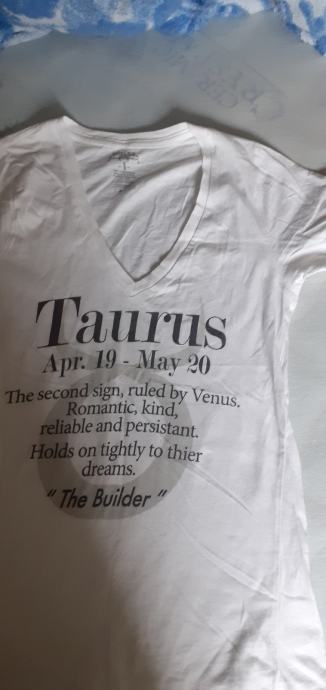 Taurus
Apr. 19 - May 20
The second sign, ruled by Venus.
Romantic, kind,
reliable and persistant.
Holds on tightly to thier
dreams.
" The Builder "